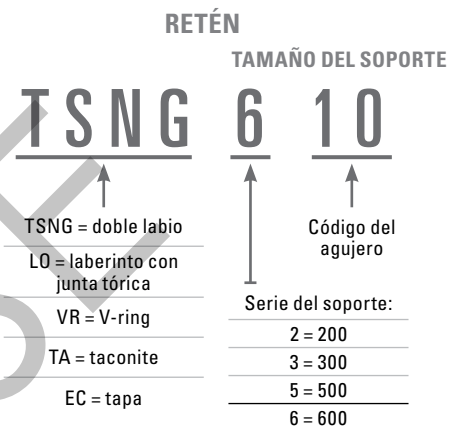 RETÉN
TAMAÑO DEL SOPORTE
TSNG 6 10
TSNG = doble labio
LO = laberinto con
junta tórica
VR = V-ring
TA = taconite
EC = tapa
Código del
agujero
Serie del soporte:
2 = 200
3 = 300
5 = 500
6 = 600